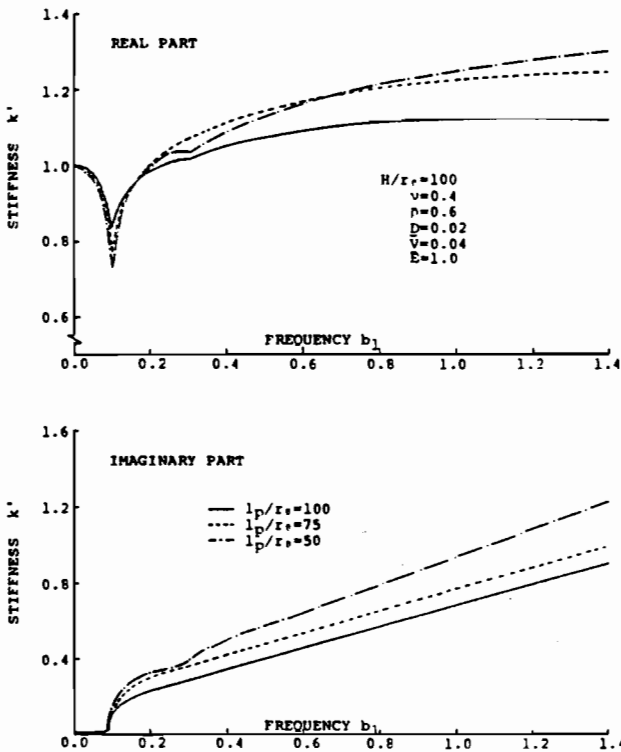 1.4
REAL PART
1.2
STIFFNESS k'
1.0
H/r₀=100
ν=0.4
ρ̄=0.6
D=0.02
V̄=0.04
Ē=1.0
0.8
0.6
FREQUENCY b₁
0.0 0.2 0.4 0.6 0.8 1.0 1.2 1.4
1.6
IMAGINARY PART
1.2
STIFFNESS k'
lp/r₀=100
lp/r₀=75
lp/r₀=50
0.8
0.4
FREQUENCY b₁
0.0 0.2 0.4 0.6 0.8 1.0 1.2 1.4